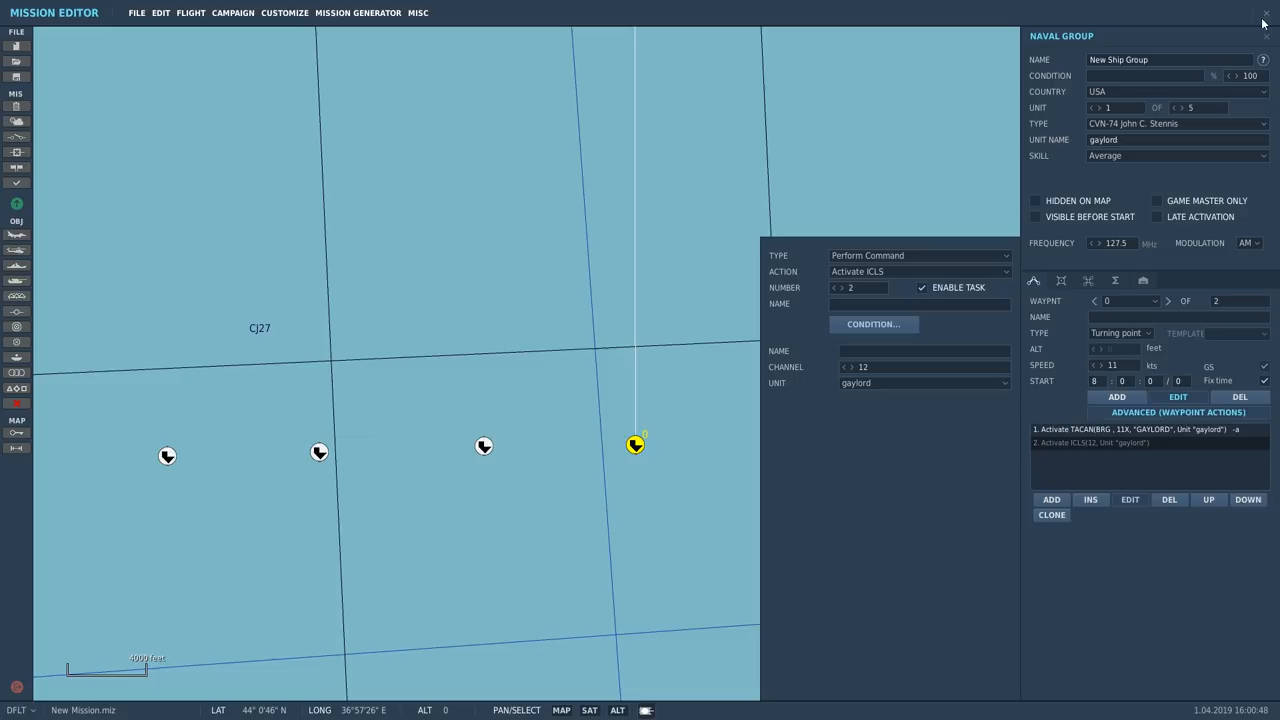 MISSION EDITOR FILE EDIT FLIGHT CAMPAIGN CUSTOMIZE MISSION GENERATOR MISC
FILE
MIS
OBJ
MAP
CJ27
0
4000 feet
NAVAL GROUP
NAME New Ship Group ?
CONDITION % < > 100
COUNTRY USA
UNIT < > 1 OF < > 5
TYPE CVN-74 John C. Stennis
UNIT NAME gaylord
SKILL Average
HIDDEN ON MAP GAME MASTER ONLY
VISIBLE BEFORE START LATE ACTIVATION
FREQUENCY < > 127.5 MHz MODULATION AM
TYPE Perform Command
ACTION Activate ICLS
NUMBER < > 2 ENABLE TASK
NAME
CONDITION...
NAME
CHANNEL < > 12
UNIT gaylord
WAYPNT < 0 > OF 2
NAME
TYPE Turning point TEMPLATE
ALT < > 0 feet
SPEED < > 11 kts GS
START 8 : 0 : 0 / 0 Fix time
ADD EDIT DEL
ADVANCED (WAYPOINT ACTIONS)
1. Activate TACAN(BRG , 11X, "GAYLORD", Unit "gaylord") -a
2. Activate ICLS(12, Unit "gaylord")
ADD INS EDIT DEL UP DOWN
CLONE
DFLT New Mission.miz LAT 44° 0'46" N LONG 36°57'26" E ALT 0 PAN/SELECT MAP SAT ALT 1.04.2019 16:00:48